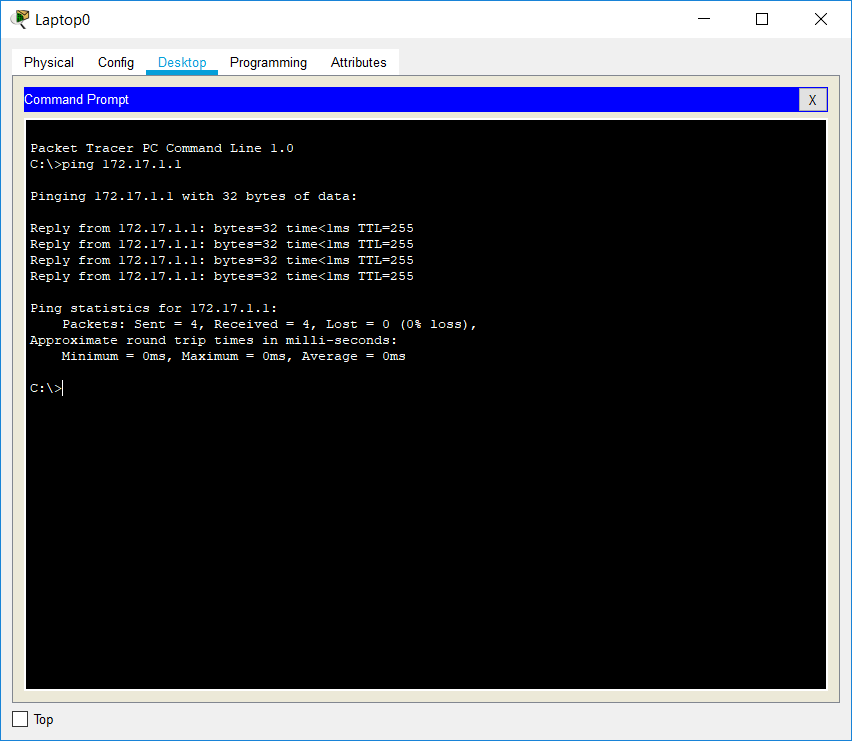 Laptop0
Physical Config Desktop Programming Attributes
Command Prompt X
Packet Tracer PC Command Line 1.0
C:\>ping 172.17.1.1
Pinging 172.17.1.1 with 32 bytes of data:
Reply from 172.17.1.1: bytes=32 time<1ms TTL=255
Reply from 172.17.1.1: bytes=32 time<1ms TTL=255
Reply from 172.17.1.1: bytes=32 time<1ms TTL=255
Reply from 172.17.1.1: bytes=32 time<1ms TTL=255
Ping statistics for 172.17.1.1:
Packets: Sent = 4, Received = 4, Lost = 0 (0% loss),
Approximate round trip times in milli-seconds:
Minimum = 0ms, Maximum = 0ms, Average = 0ms
C:\>
Top